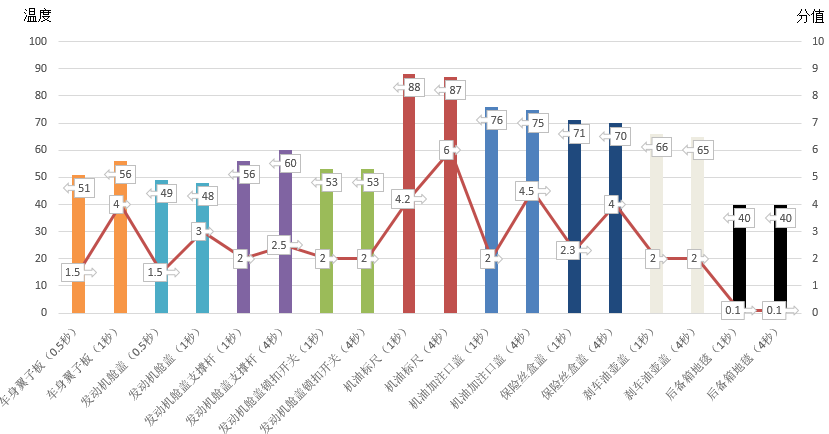 温度
分值
100
90
80
70
60
50
40
30
20
10
0
10
9
8
7
6
5
4
3
2
1
0
51
56
49
48
56
60
53
53
88
87
76
75
71
70
66
65
40
40
1.5
4
1.5
3
2
2.5
2
2
4.2
6
2
4.5
2.3
4
2
2
0.1
0.1
车身翼子板（0.5秒）
车身翼子板（1秒）
发动机舱盖（0.5秒）
发动机舱盖（1秒）
发动机舱盖支撑杆（1秒）
发动机舱盖支撑杆（4秒）
发动机舱盖锁扣开关（1秒）
发动机舱盖锁扣开关（4秒）
机油标尺（1秒）
机油标尺（4秒）
机油加注口盖（1秒）
机油加注口盖（4秒）
保险丝盒盖（1秒）
保险丝盒盖（4秒）
刹车油壶盖（1秒）
刹车油壶盖（4秒）
后备箱地毯（1秒）
后备箱地毯（4秒）